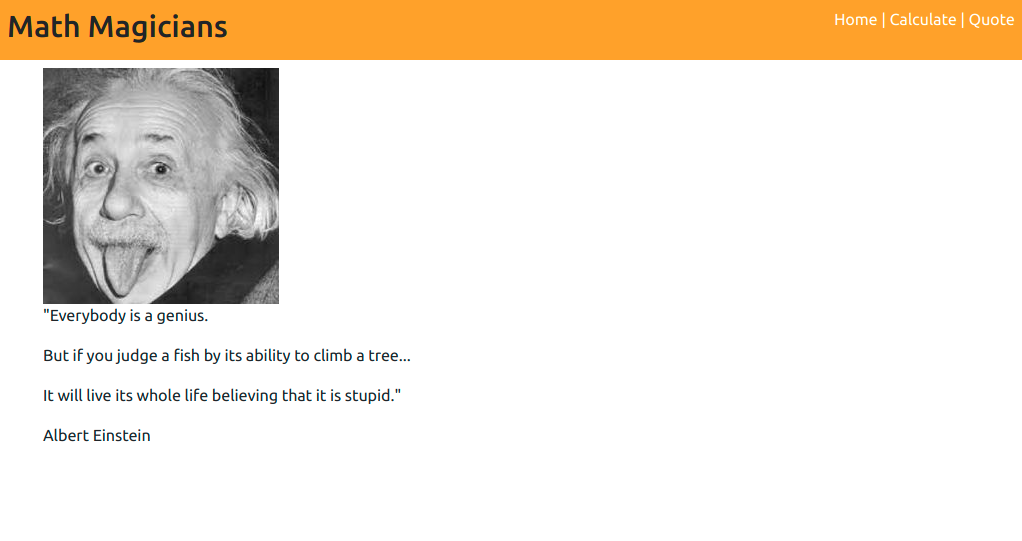 Math Magicians
Home | Calculate | Quote
"Everybody is a genius.
But if you judge a fish by its ability to climb a tree...
It will live its whole life believing that it is stupid."
Albert Einstein